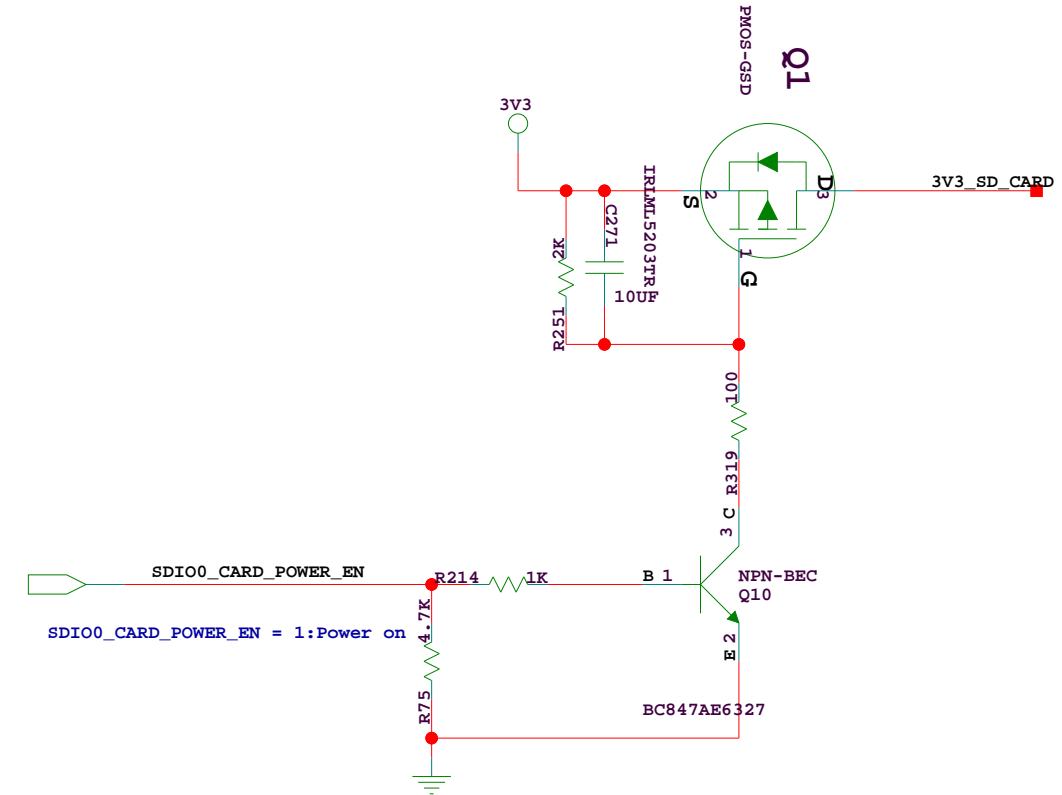 PMOS-GSD
Q1
3V3
IRLML5203TR
S
2
D
3
3V3_SD_CARD
C271
2K
10UF
1
G
R251
100
R319
3 C
SDIO0_CARD_POWER_EN
R214
1K
B 1
NPN-BEC
Q10
SDIO0_CARD_POWER_EN = 1:Power on
4.7K
E 2
R75
BC847AE6327